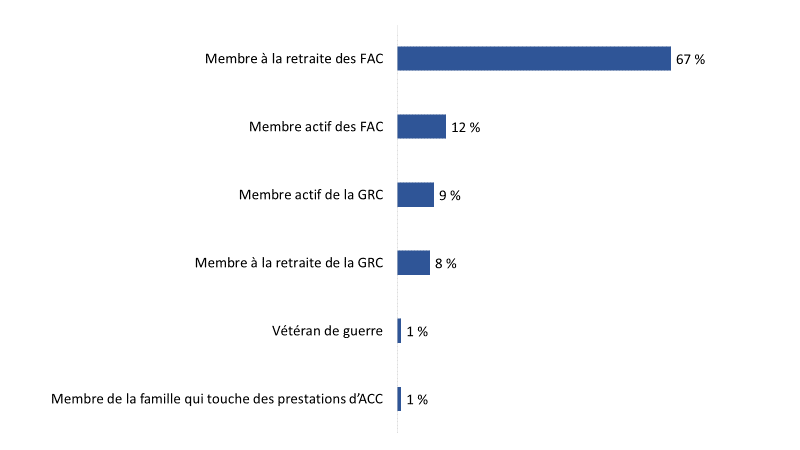 Membre à la retraite des FAC 67 %
Membre actif des FAC 12 %
Membre actif de la GRC 9 %
Membre à la retraite de la GRC 8 %
Vétéran de guerre 1 %
Membre de la famille qui touche des prestations d’ACC 1 %